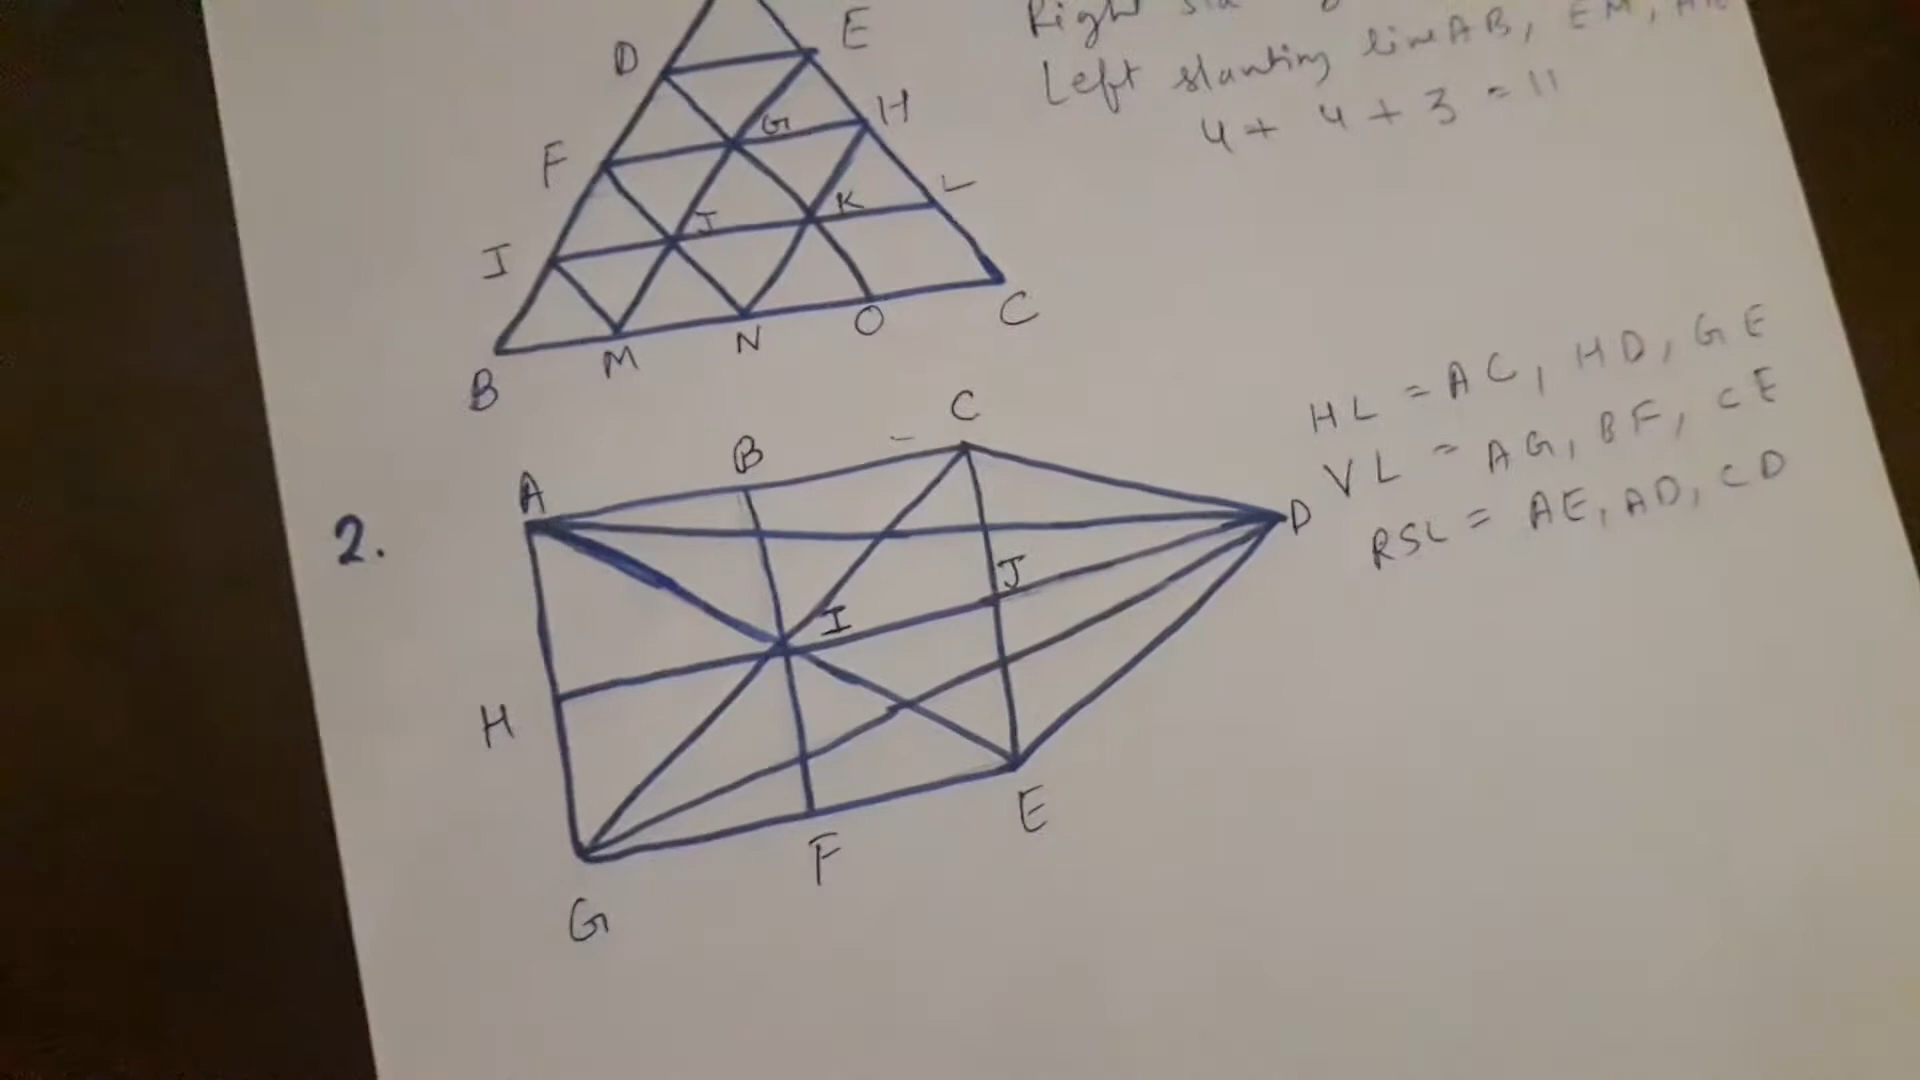 Right
Left slanting line AB, EM,
4 + 4 + 3 = 11
D
E
F
G
H
I
J
K
L
B
M
N
O
C
2.
A
B
C
D
H
I
J
G
F
E
HL = AC, HD, GE
VL = AG, BF, CE
RSL = AE, AD, CD